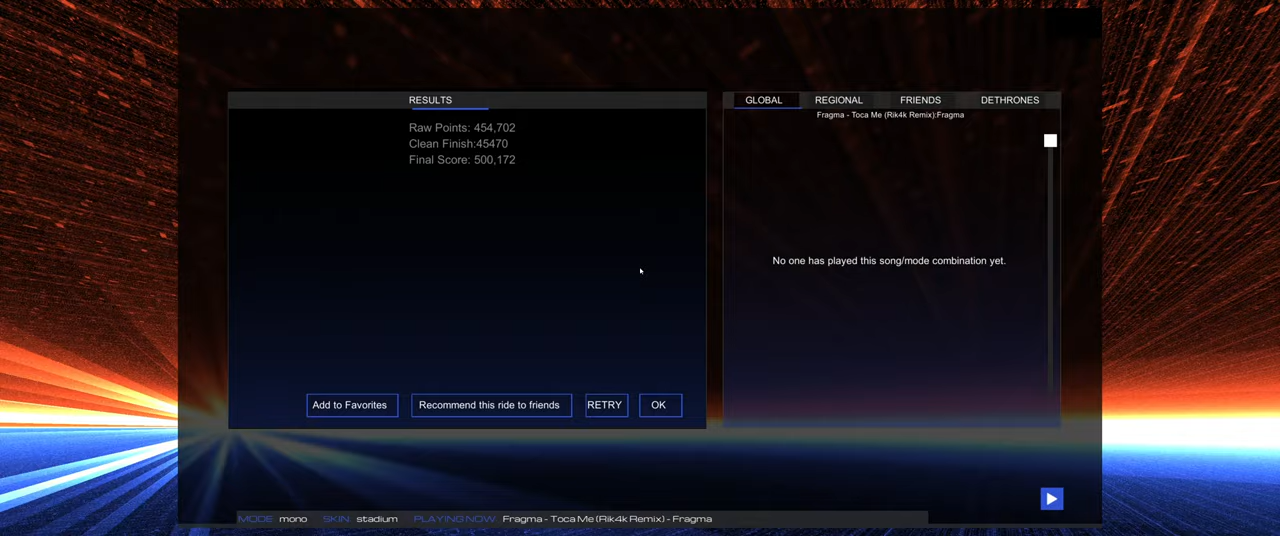 RESULTS
Raw Points: 454,702
Clean Finish:45470
Final Score: 500,172
Add to Favorites
Recommend this ride to friends
RETRY
OK
GLOBAL REGIONAL FRIENDS DETHRONES
Fragma - Toca Me (Rik4k Remix):Fragma
No one has played this song/mode combination yet.
MODE mono SKIN stadium PLAYING NOW Fragma - Toca Me (Rik4k Remix) - Fragma